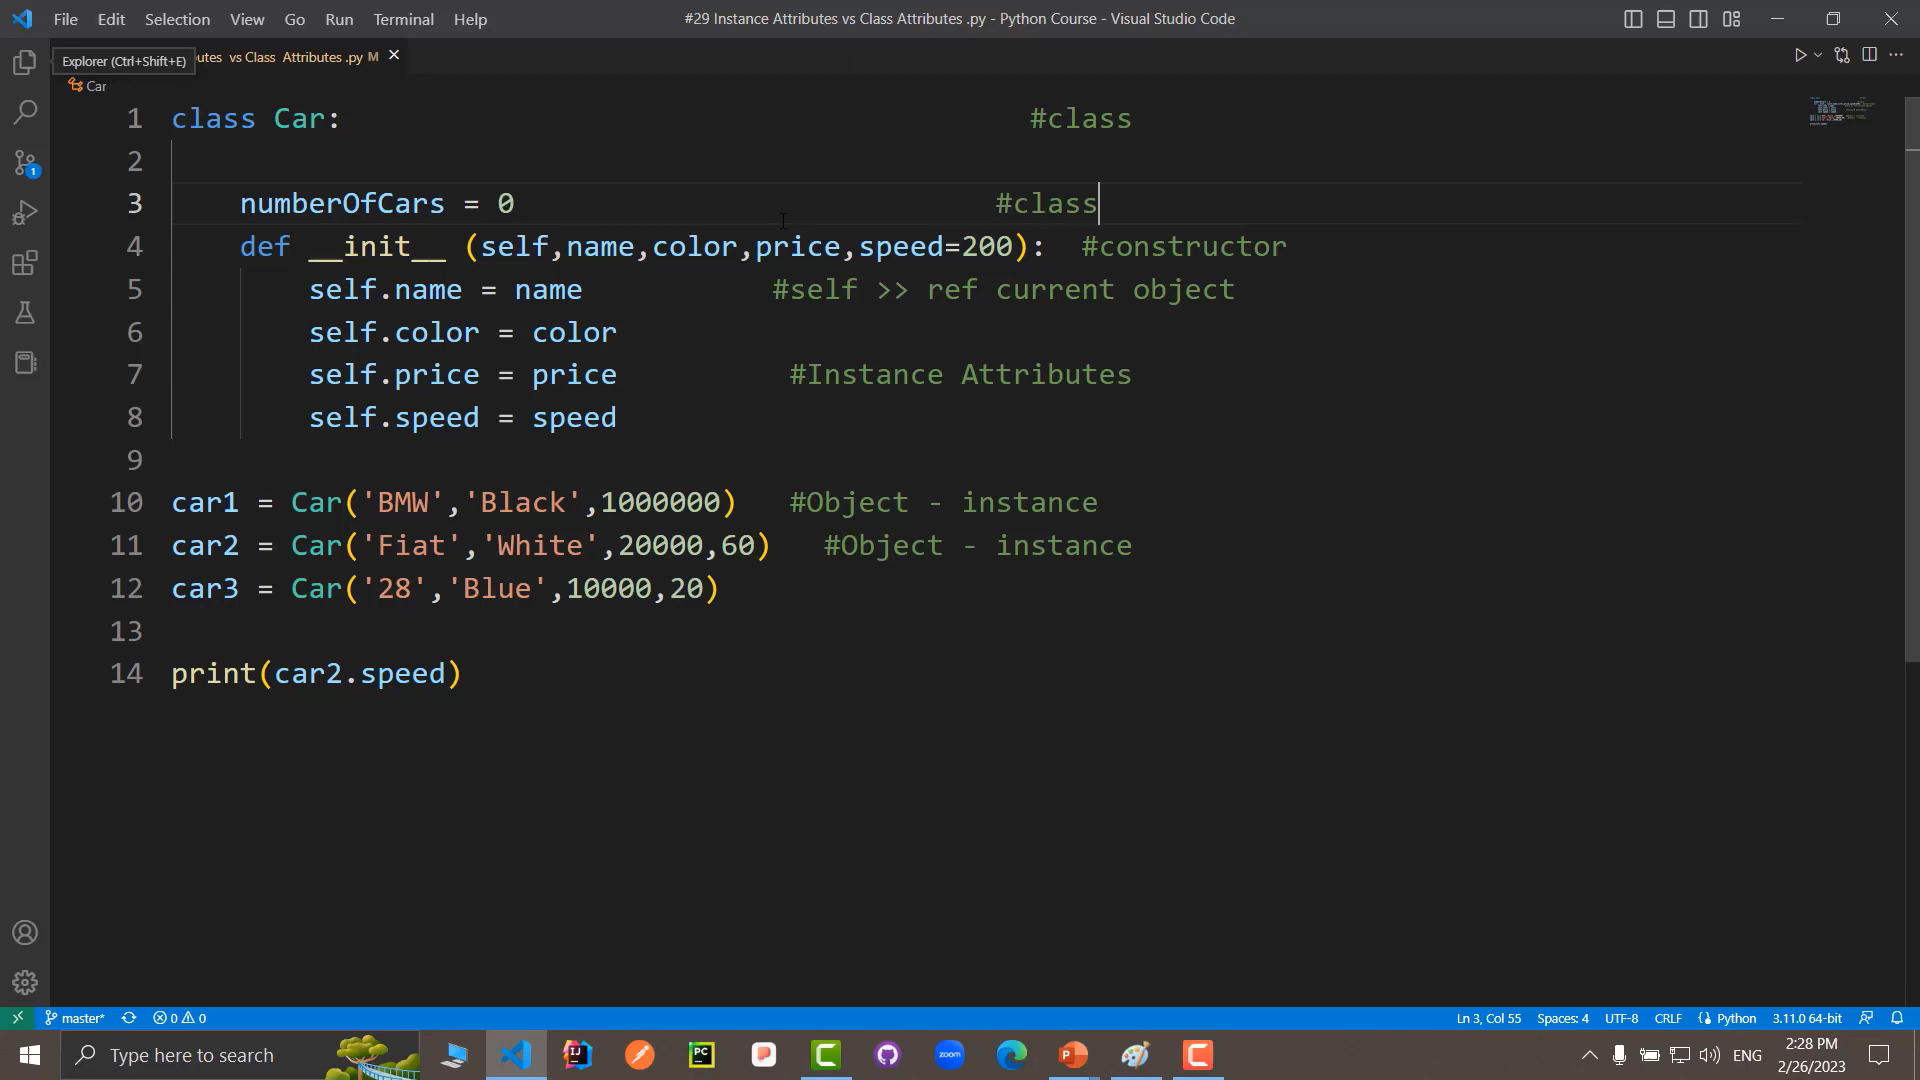 File Edit Selection View Go Run Terminal Help
#29 Instance Attributes vs Class Attributes .py - Python Course - Visual Studio Code
Explorer (Ctrl+Shift+E)
utes vs Class Attributes .py M
Car
1 class Car: #class
2
3 numberOfCars = 0 #class
4 def __init__ (self,name,color,price,speed=200): #constructor
5 self.name = name #self >> ref current object
6 self.color = color
7 self.price = price #Instance Attributes
8 self.speed = speed
9
10 car1 = Car('BMW','Black',1000000) #Object - instance
11 car2 = Car('Fiat','White',20000,60) #Object - instance
12 car3 = Car('28','Blue',10000,20)
13
14 print(car2.speed)
1
master* 0 0
Ln 3, Col 55 Spaces: 4 UTF-8 CRLF Python 3.11.0 64-bit
Type here to search
IJ
PC
zoom
P
ENG
2:28 PM
2/26/2023